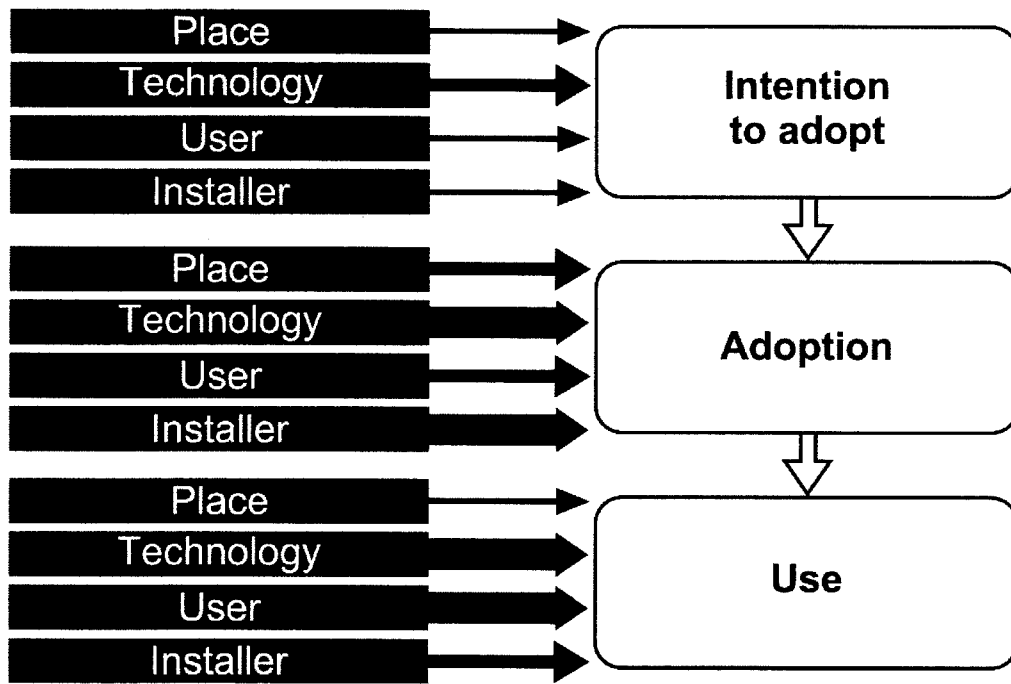 Place
Technology
User
Installer
Intention
to adopt
Place
Technology
User
Installer
Adoption
Place
Technology
User
Installer
Use